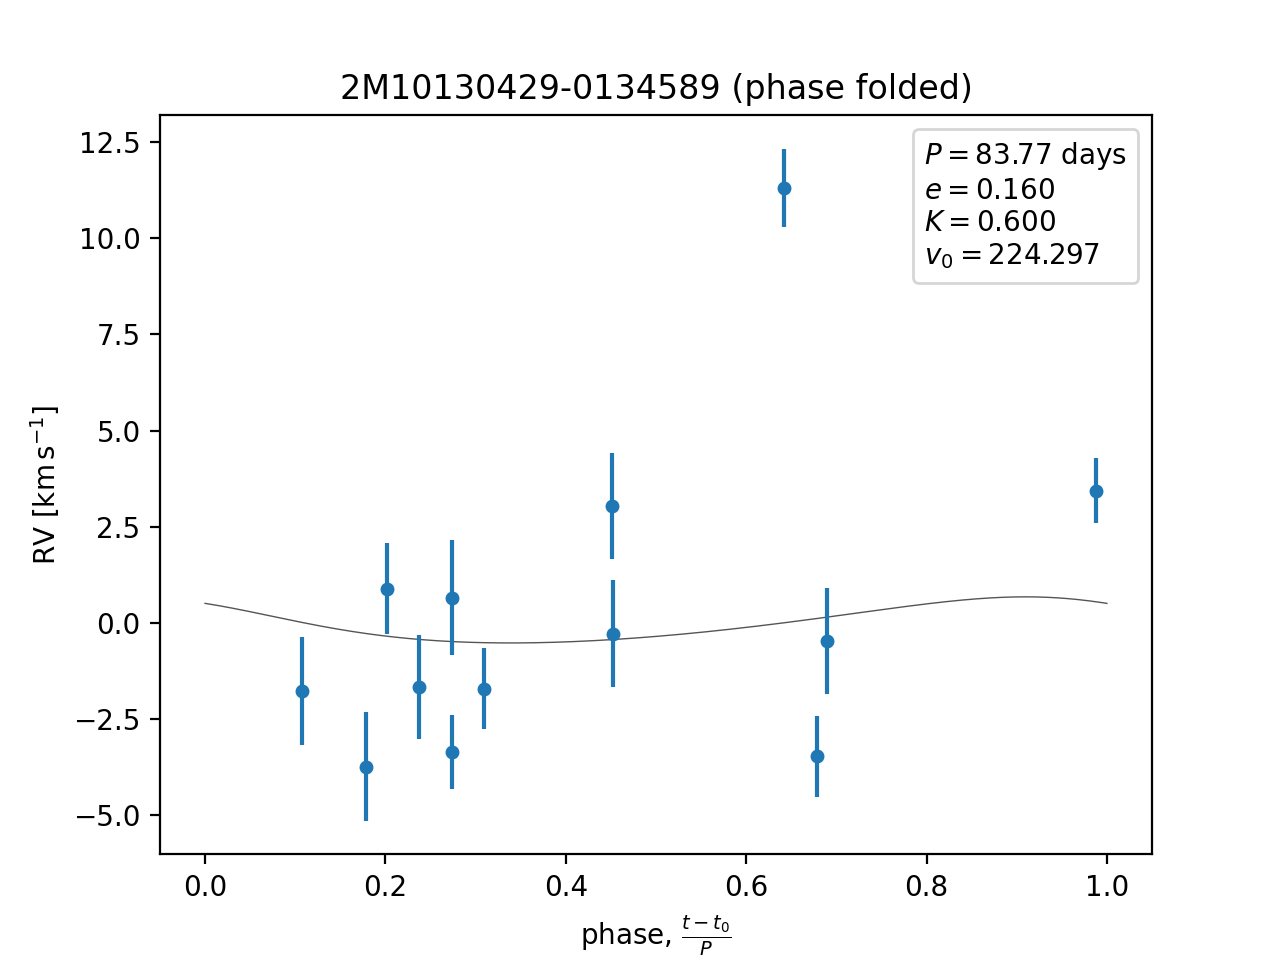 2M10130429-0134589 (phase folded)
P = 83.77 days
e = 0.160
K = 0.600
v₀ = 224.297
12.5
10.0
7.5
5.0
2.5
0.0
−2.5
−5.0
RV [km s⁻¹]
0.0 0.2 0.4 0.6 0.8 1.0
phase, (t − t₀)/P